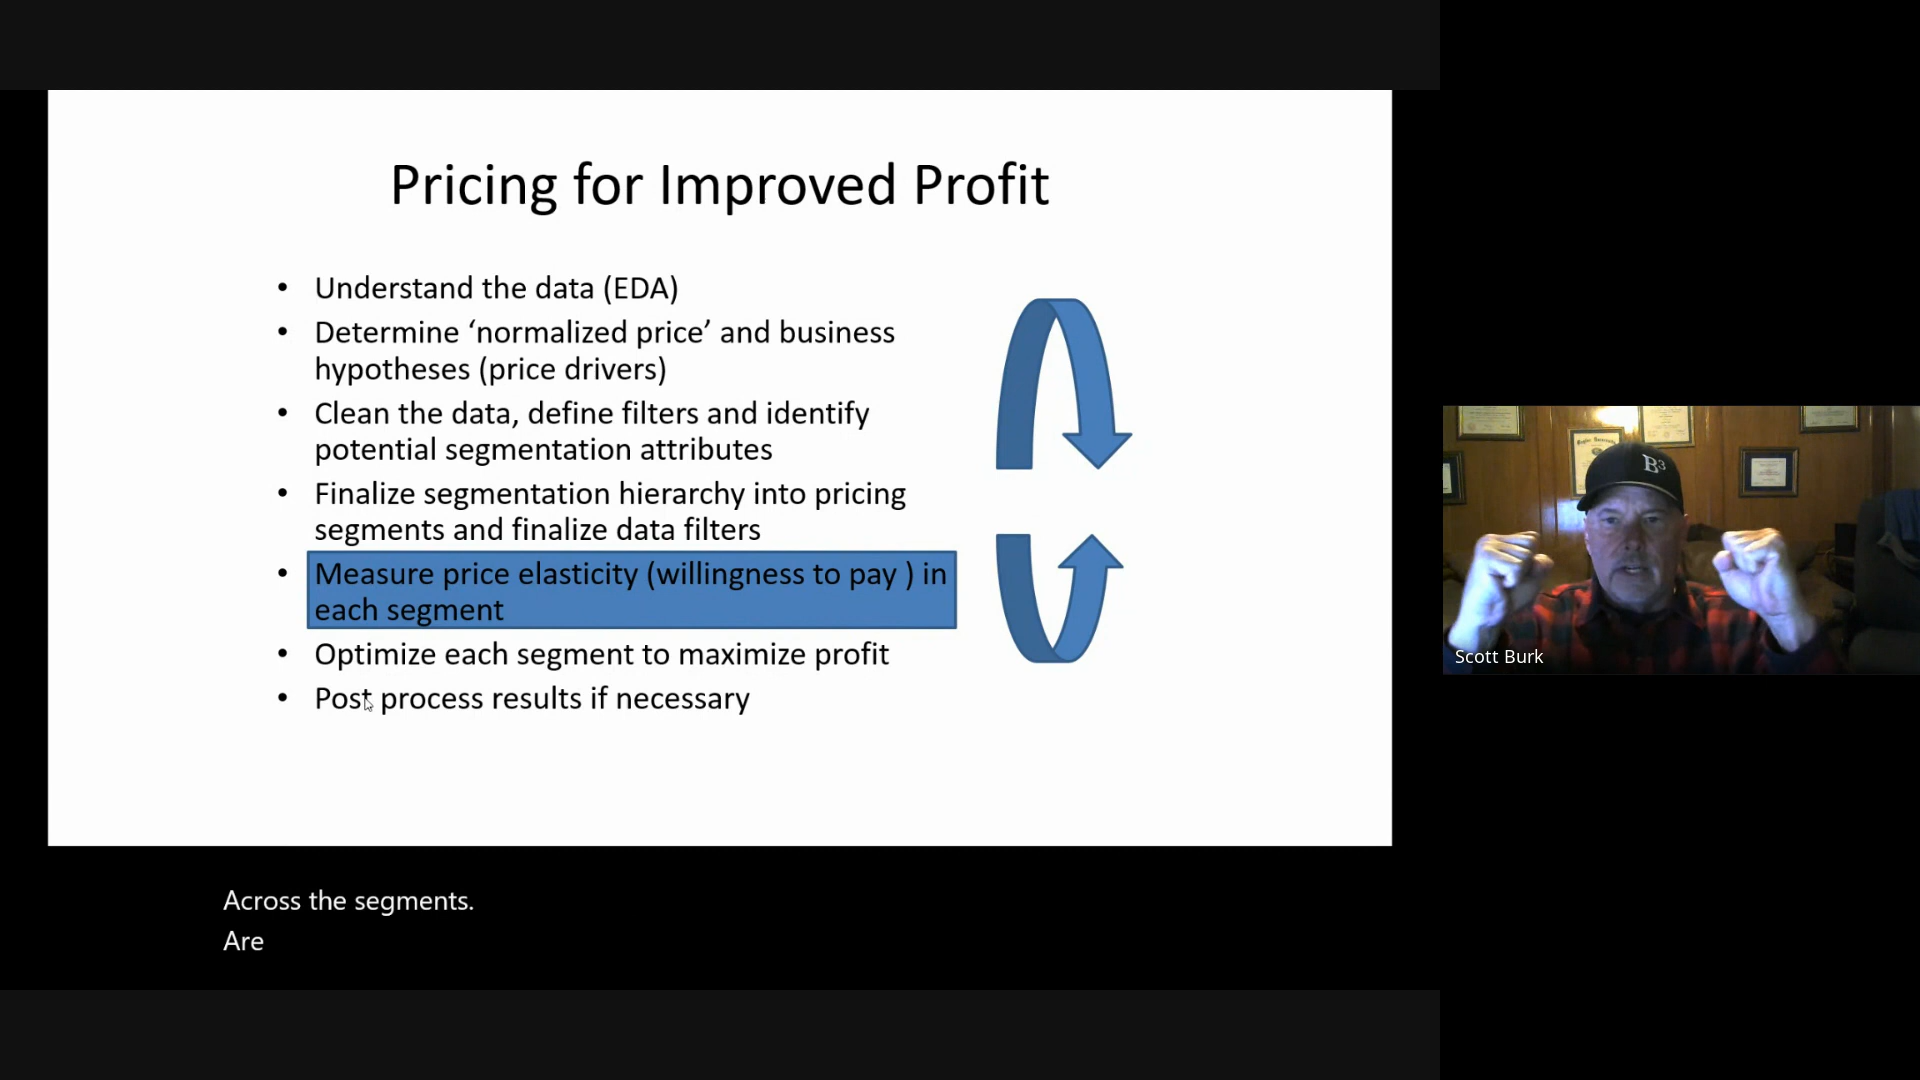 Pricing for Improved Profit
• Understand the data (EDA)
• Determine ‘normalized price’ and business
hypotheses (price drivers)
• Clean the data, define filters and identify
potential segmentation attributes
• Finalize segmentation hierarchy into pricing
segments and finalize data filters
• Measure price elasticity (willingness to pay ) in
each segment
• Optimize each segment to maximize profit
• Post process results if necessary
B3
Scott Burk
Across the segments.
Are